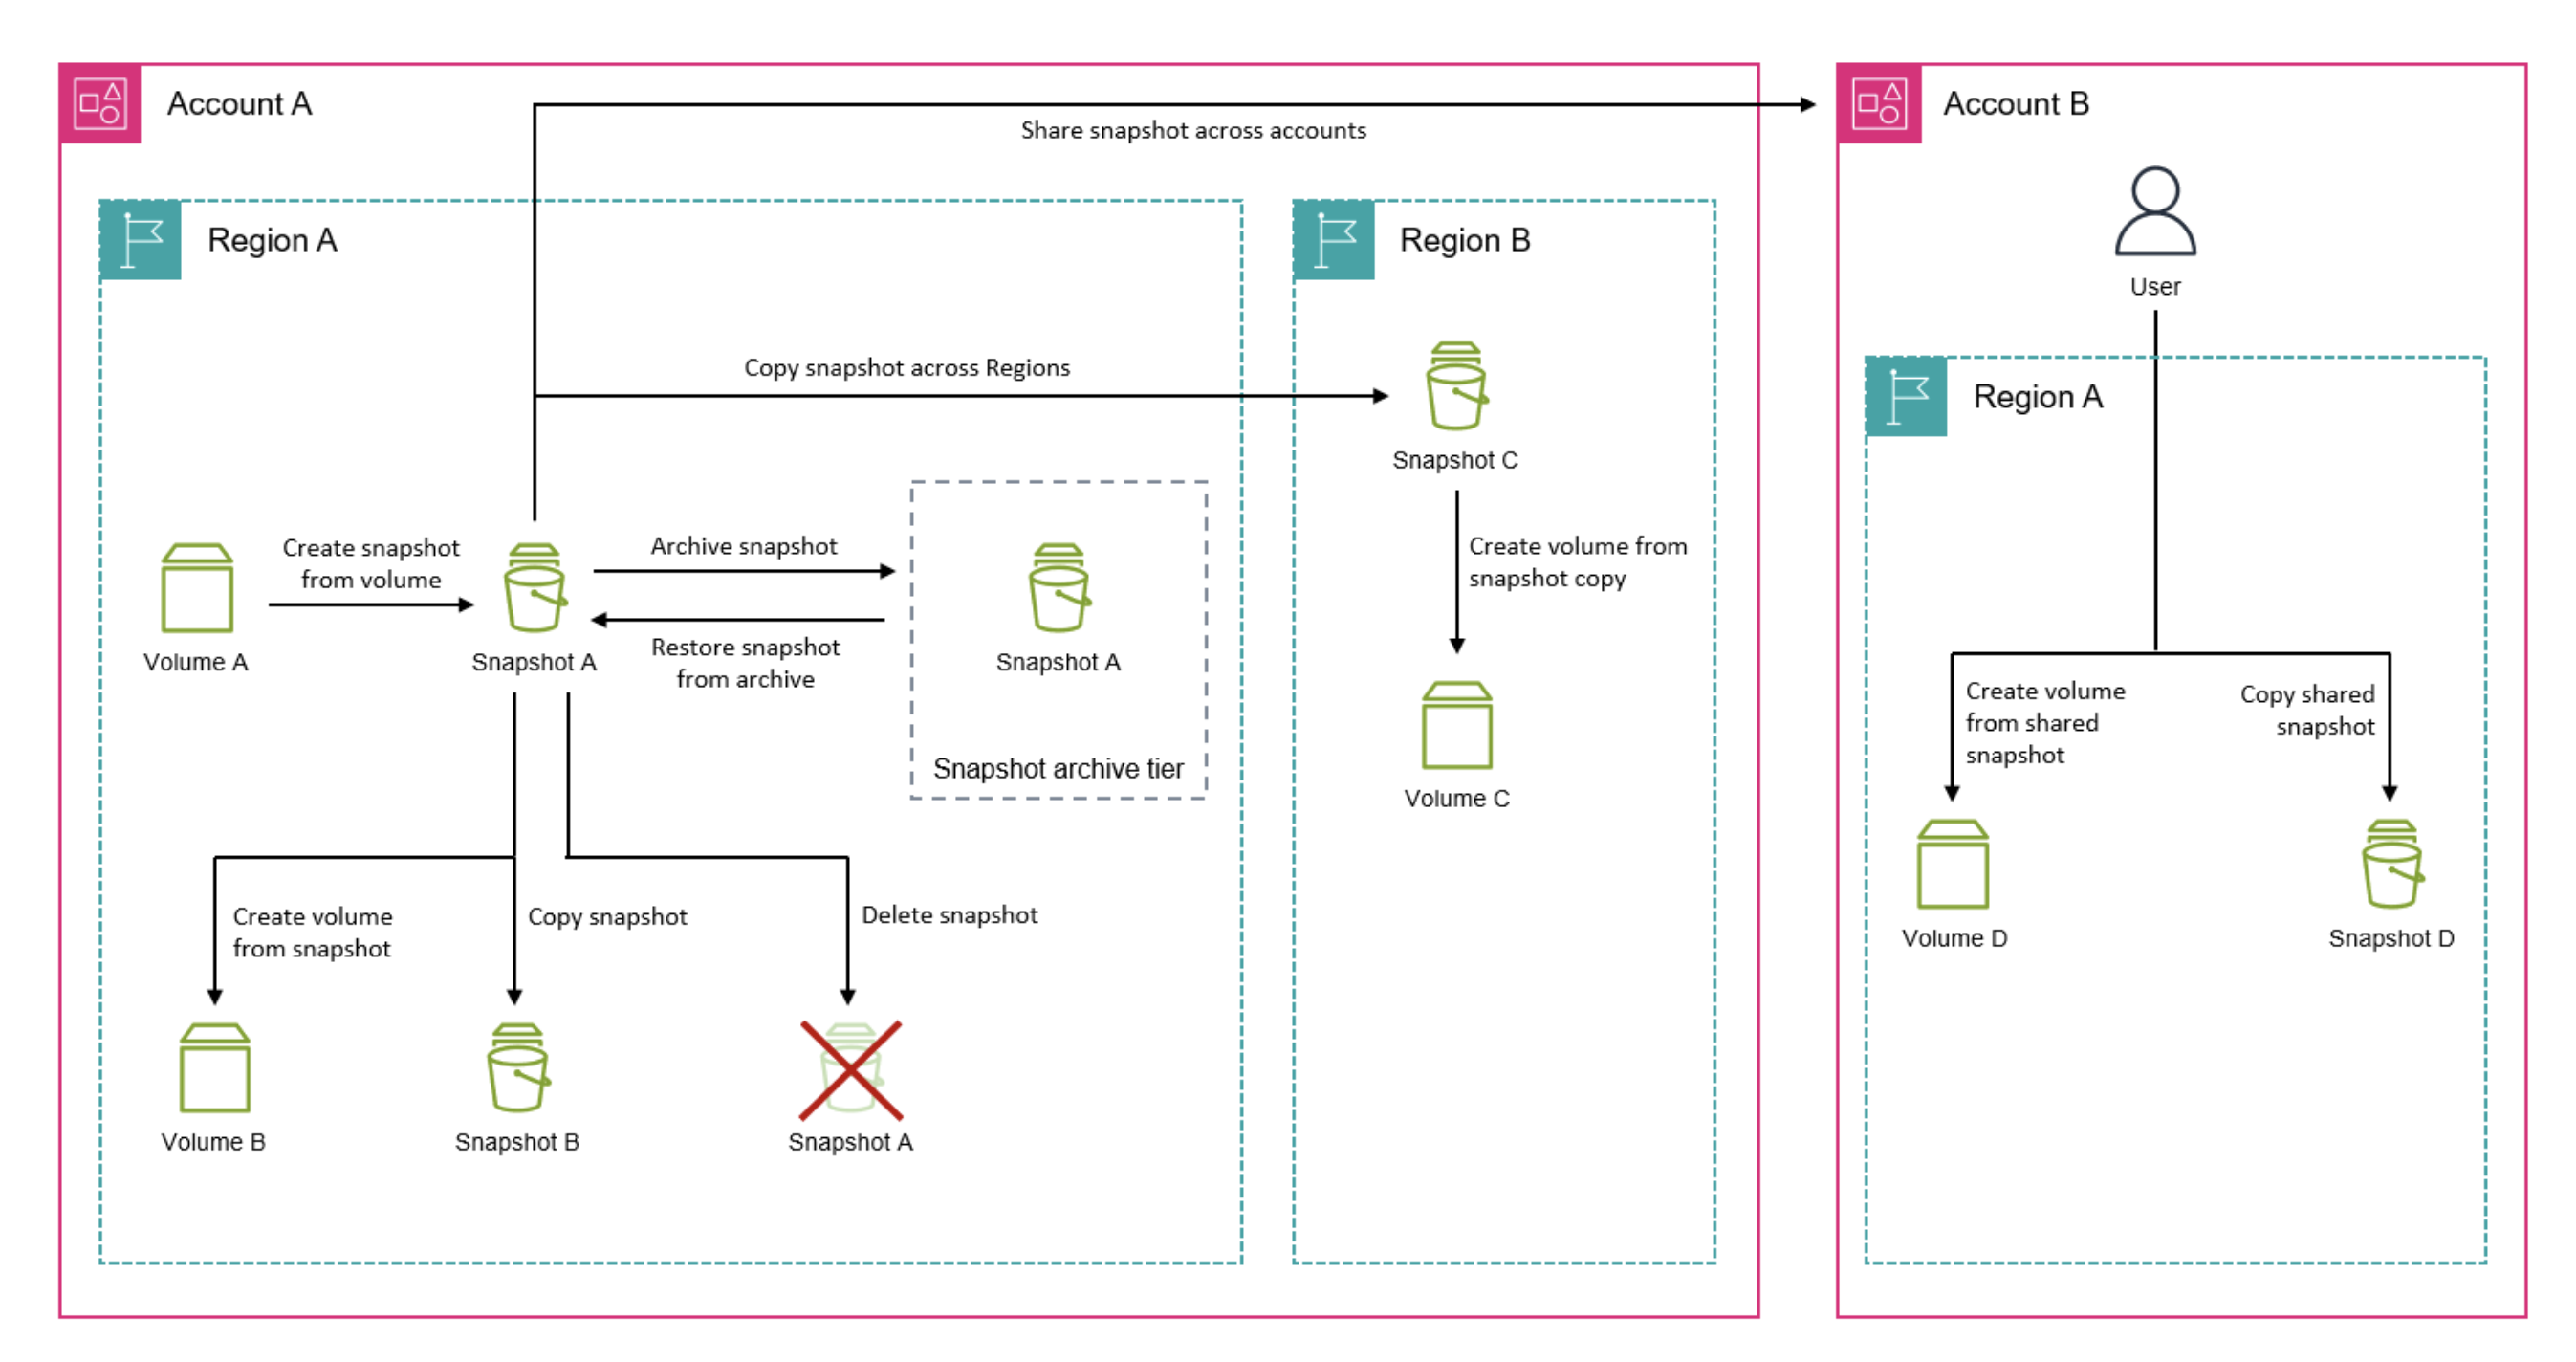 Account A
Share snapshot across accounts
Account B
User
Region A
Region B
Region A
Copy snapshot across Regions
Snapshot C
Create snapshot
from volume
Archive snapshot
Restore snapshot
from archive
Volume A
Snapshot A
Snapshot A
Snapshot archive tier
Create volume from
snapshot copy
Volume C
Create volume
from shared
snapshot
Copy shared
snapshot
Volume D
Snapshot D
Create volume
from snapshot
Copy snapshot
Delete snapshot
Volume B
Snapshot B
Snapshot A